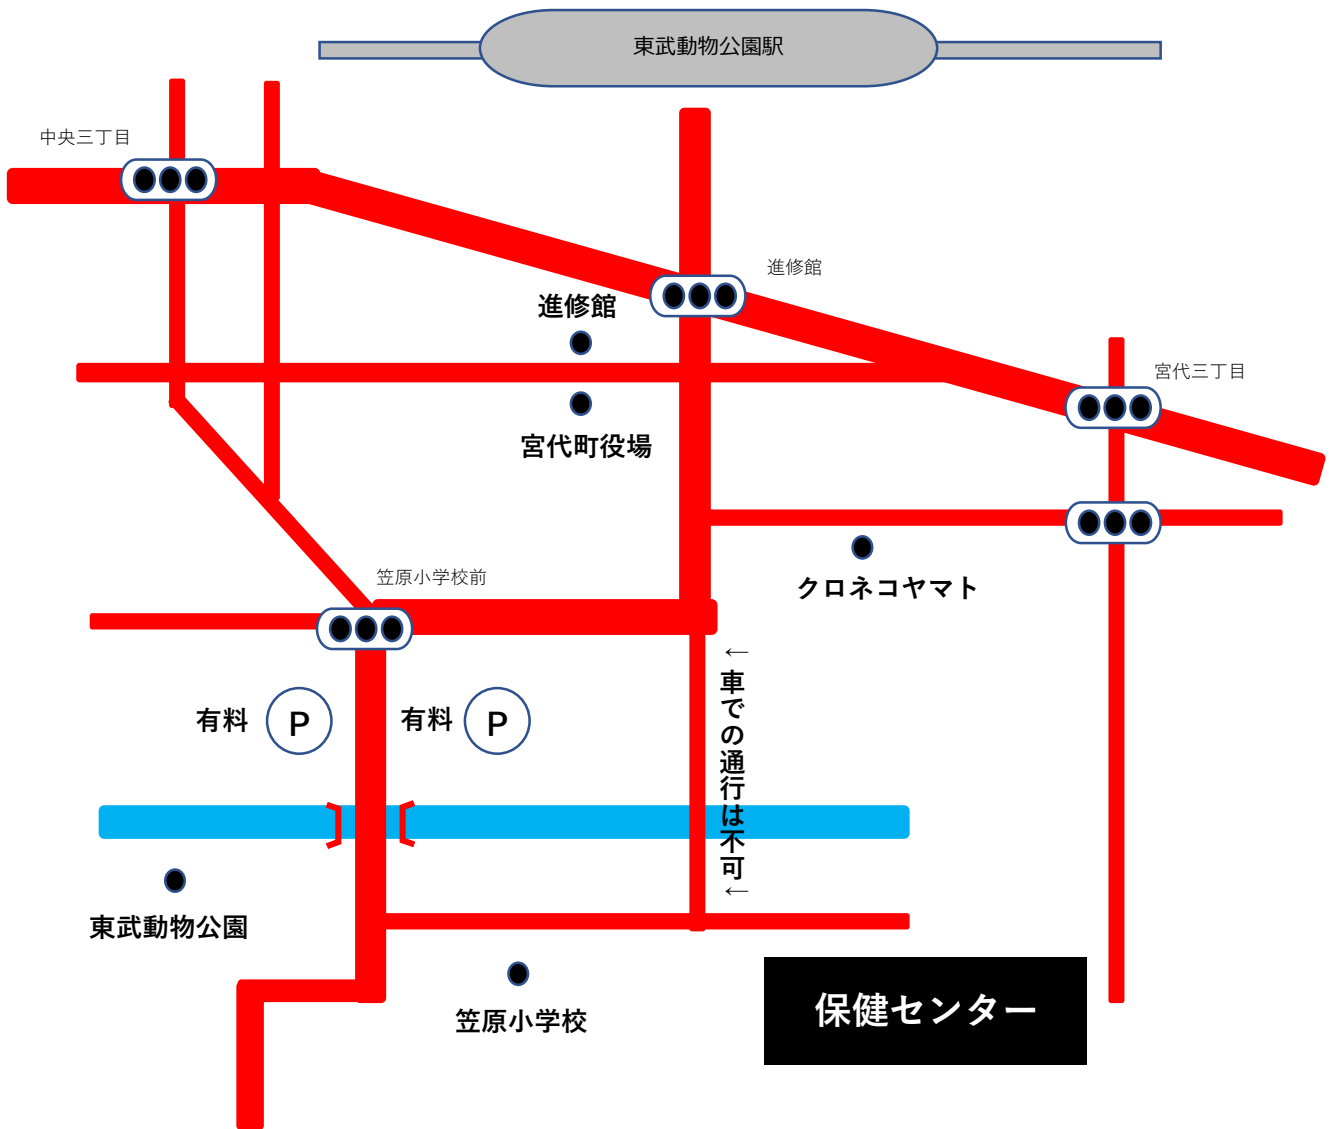 東武動物公園駅
中央三丁目
進修館
進修館
宮代三丁目
宮代町役場
クロネコヤマト
笠原小学校前
←車での通行は不可←
有料 P
有料 P
東武動物公園
笠原小学校
保健センター